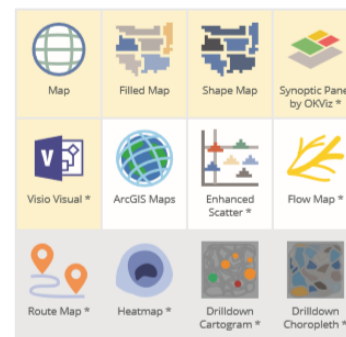 Map
Filled Map
Shape Map
Synoptic Pane
by OKViz *
V
Visio Visual *
ArcGIS Maps
Enhanced
Scatter *
Flow Map *
Route Map *
Heatmap *
Drilldown
Cartogram *
Drilldown
Choropleth *